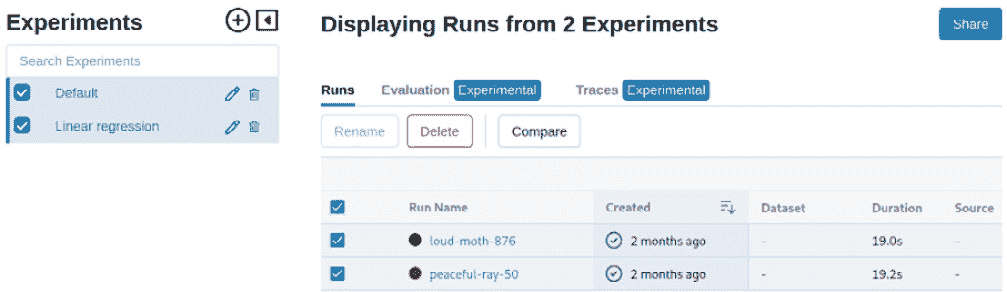 Experiments
Search Experiments
Default
Linear regression
Displaying Runs from 2 Experiments
Share
Runs Evaluation Experimental Traces Experimental
Rename Delete Compare
Run Name Created Dataset Duration Source
loud-moth-876 2 months ago - 19.0s -
peaceful-ray-50 2 months ago - 19.2s -